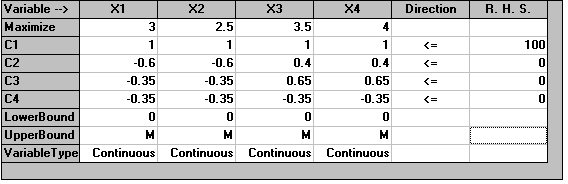 Variable --> X1 X2 X3 X4 Direction R. H. S.
Maximize 3 2.5 3.5 4
C1 1 1 1 1 <= 100
C2 -0.6 -0.6 0.4 0.4 <= 0
C3 -0.35 -0.35 0.65 0.65 <= 0
C4 -0.35 -0.35 -0.35 -0.35 <= 0
LowerBound 0 0 0 0
UpperBound M M M M
VariableType Continuous Continuous Continuous Continuous